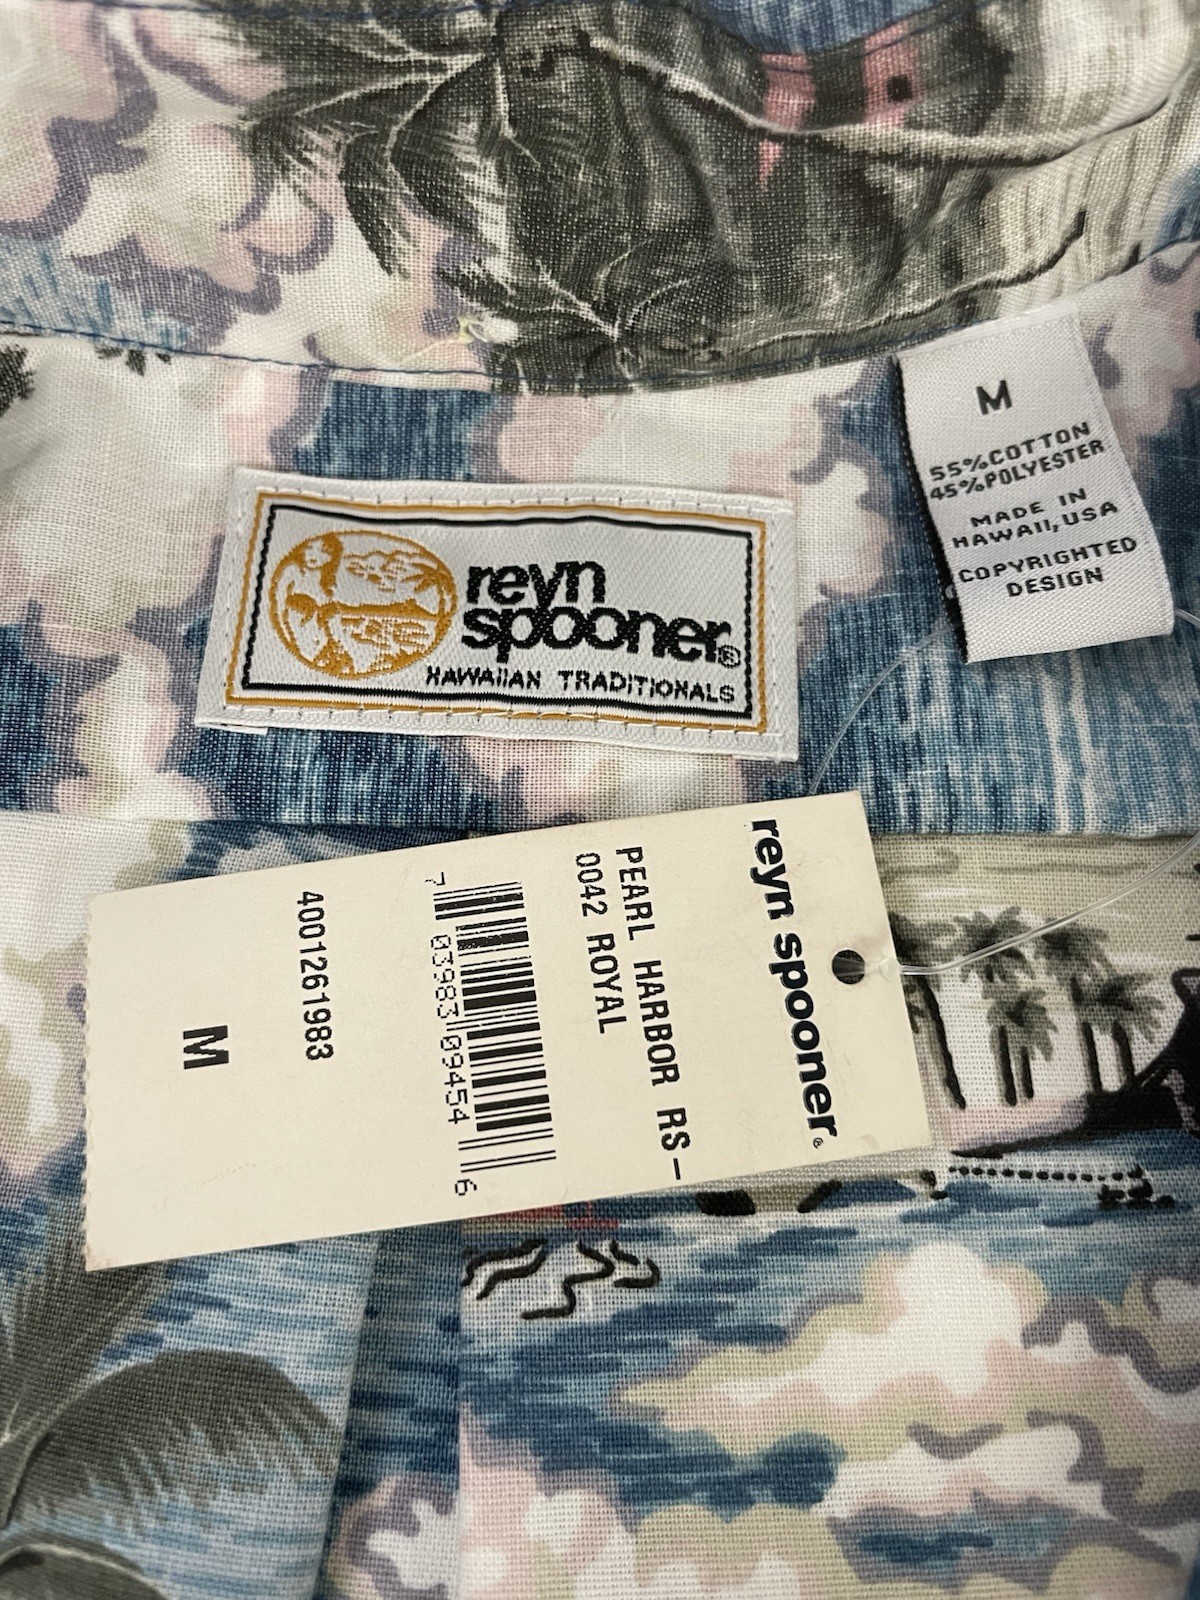 M
55%COTTON
45%POLYESTER
MADE IN
HAWAII,USA
COPYRIGHTED
DESIGN
reyn
spooner®
HAWAIIAN TRADITIONALS
reyn spooner®
PEARL HARBOR RS-
0042 ROYAL
7 03983 09454 6
4001261983
M